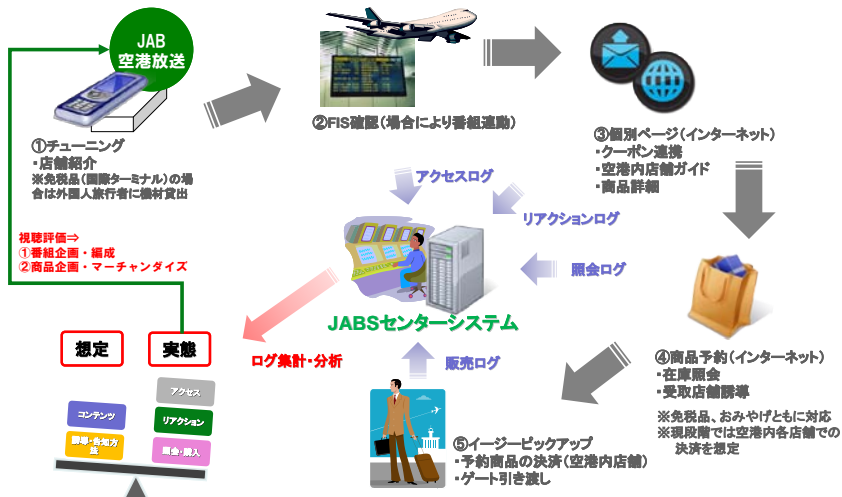 JAB
空港放送
①チューニング
・店舗紹介
※免税品(国際ターミナル)の場
合は外国人旅行者に機材貸出
②FIS確認(場合により番組連動)
③個別ページ(インターネット)
・クーポン連携
・空港内店舗ガイド
・商品詳細
アクセスログ
リアクションログ
照会ログ
販売ログ
JABSセンターシステム
視聴評価⇒
①番組企画・編成
②商品企画・マーチャンダイズ
ログ集計・分析
④商品予約(インターネット)
・在庫照会
・受取店舗誘導
※免税品、おみやげともに対応
※現段階では空港内各店舗での
決済を想定
⑤イージーピックアップ
・予約商品の決済(空港内店舗)
・ゲート引き渡し
想定
実態
アクセス
コンテンツ
リアクション
誘導・告知方
法
照会・購入